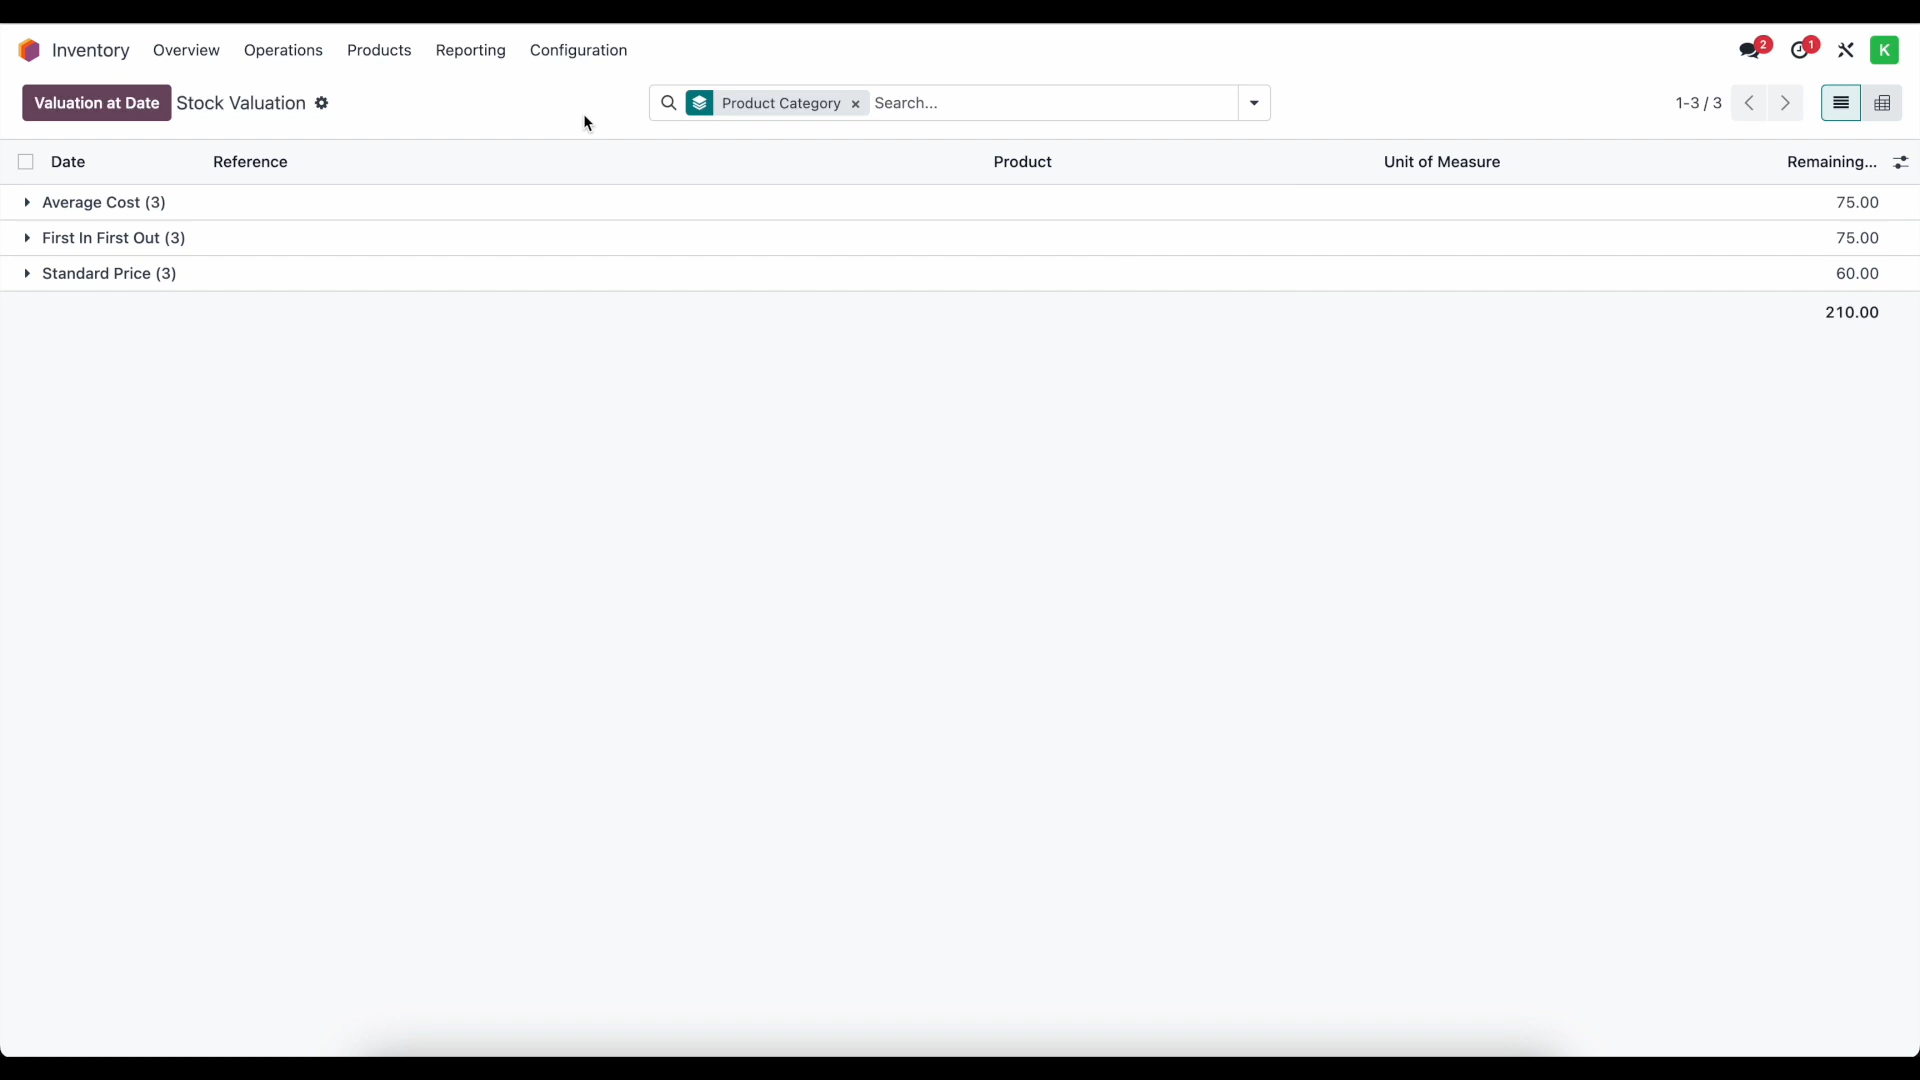 Inventory Overview Operations Products Reporting Configuration 2 1 K
Valuation at Date Stock Valuation Product Category × Search... 1-3 / 3
Date Reference Product Unit of Measure Remaining...
Average Cost (3) 75.00
First In First Out (3) 75.00
Standard Price (3) 60.00
210.00